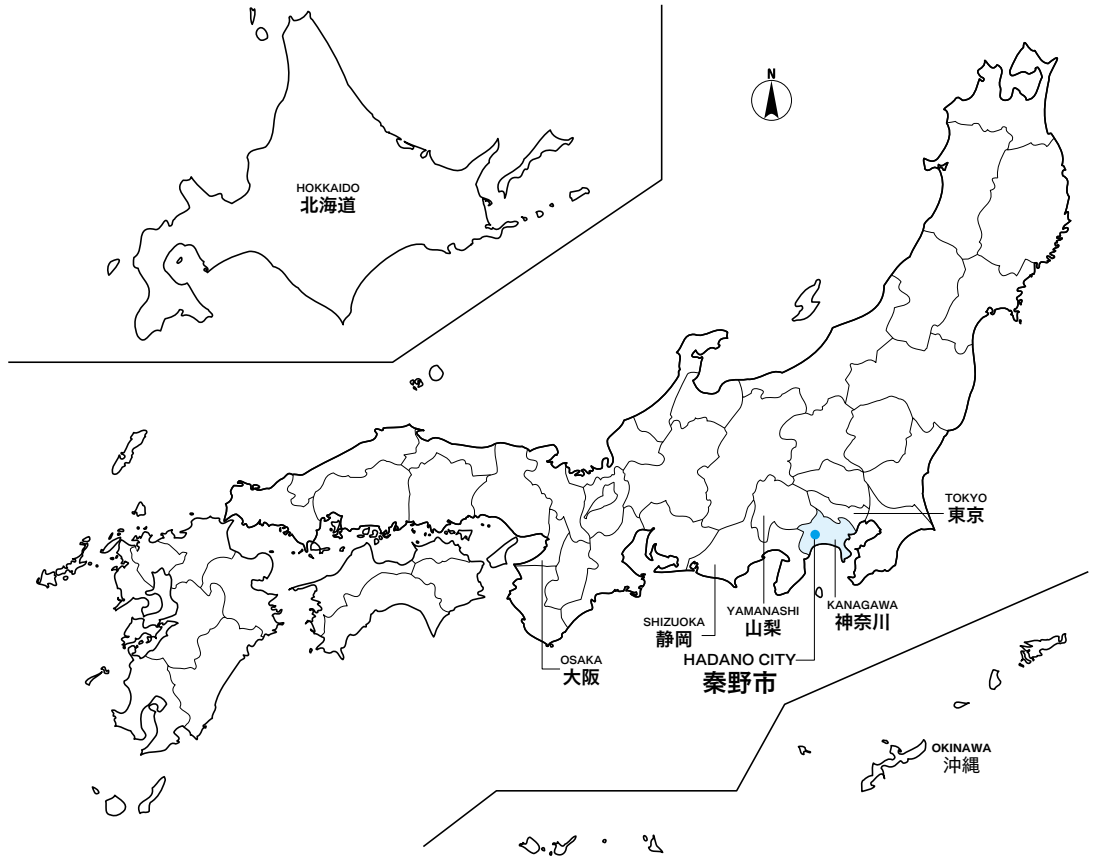 N
HOKKAIDO
北海道
TOKYO
東京
KANAGAWA
神奈川
YAMANASHI
山梨
SHIZUOKA
静岡
HADANO CITY
秦野市
OSAKA
大阪
OKINAWA
沖縄